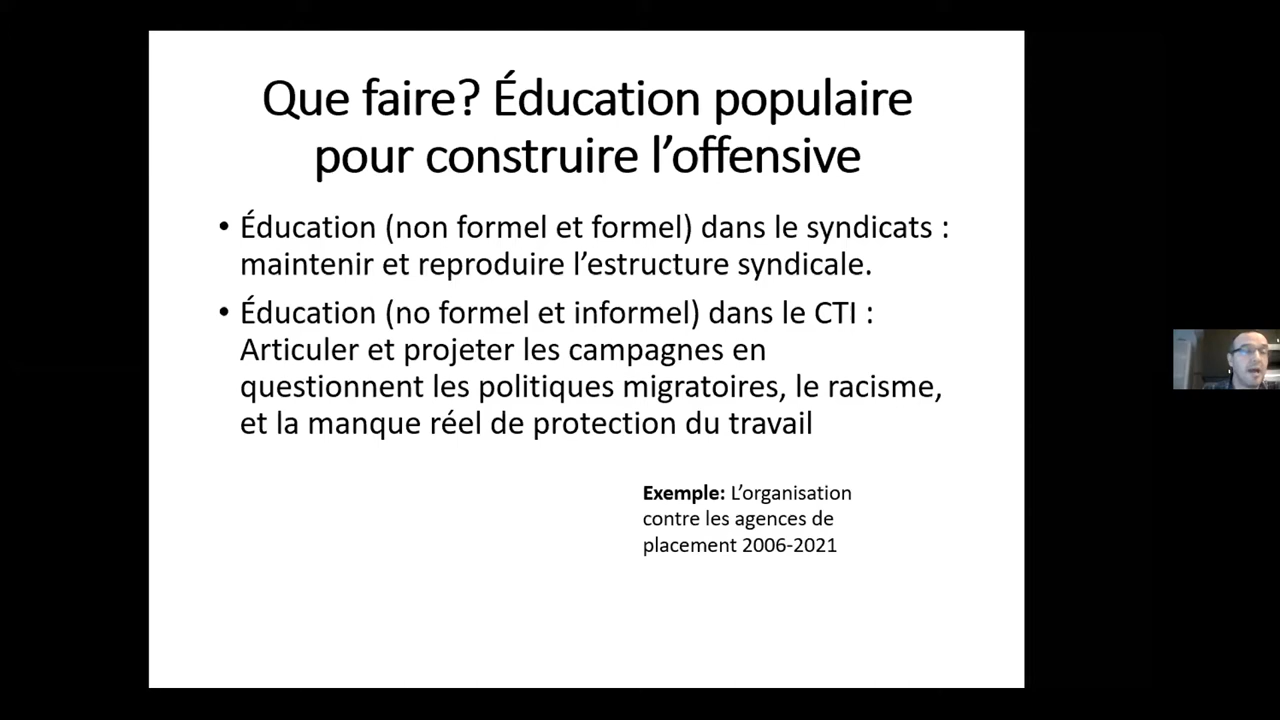 Que faire? Éducation populaire
pour construire l’offensive
• Éducation (non formel et formel) dans le syndicats :
maintenir et reproduire l’estructure syndicale.
• Éducation (no formel et informel) dans le CTI :
Articuler et projeter les campagnes en
questionnent les politiques migratoires, le racisme,
et la manque réel de protection du travail
Exemple: L’organisation
contre les agences de
placement 2006-2021